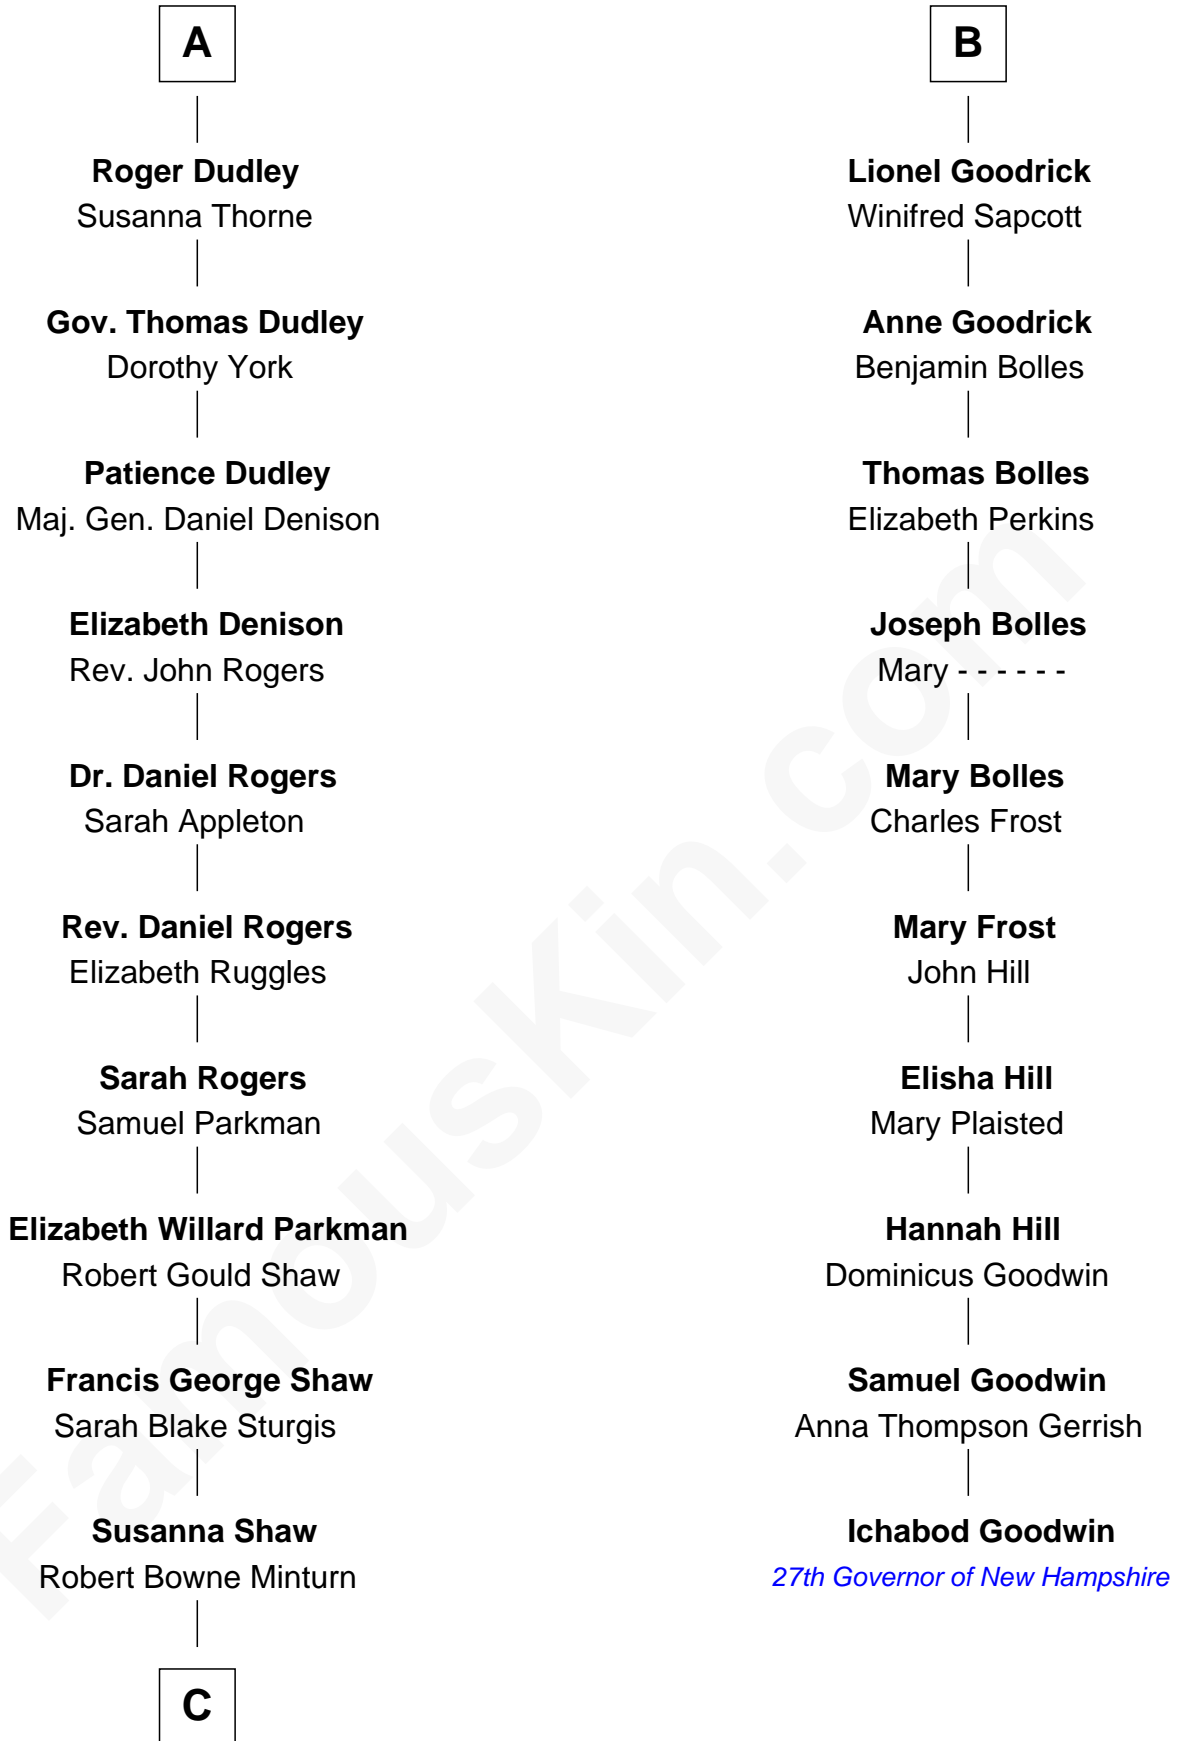 A
Roger Dudley
Susanna Thorne
Gov. Thomas Dudley
Dorothy York
Patience Dudley
Maj. Gen. Daniel Denison
Elizabeth Denison
Rev. John Rogers
Dr. Daniel Rogers
Sarah Appleton
Rev. Daniel Rogers
Elizabeth Ruggles
Sarah Rogers
Samuel Parkman
Elizabeth Willard Parkman
Robert Gould Shaw
Francis George Shaw
Sarah Blake Sturgis
Susanna Shaw
Robert Bowne Minturn
C
B
Lionel Goodrick
Winifred Sapcott
Anne Goodrick
Benjamin Bolles
Thomas Bolles
Elizabeth Perkins
Joseph Bolles
Mary - - - - - -
Mary Bolles
Charles Frost
Mary Frost
John Hill
Elisha Hill
Mary Plaisted
Hannah Hill
Dominicus Goodwin
Samuel Goodwin
Anna Thompson Gerrish
Ichabod Goodwin
27th Governor of New Hampshire
FamousKin.com